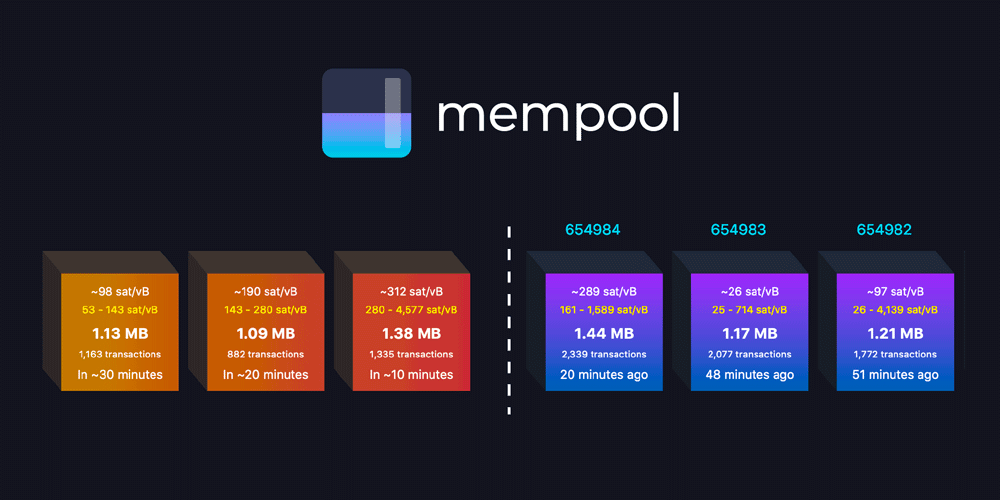 mempool
~98 sat/vB
53 - 143 sat/vB
1.13 MB
1,163 transactions
In ~30 minutes
~190 sat/vB
143 - 280 sat/vB
1.09 MB
882 transactions
In ~20 minutes
~312 sat/vB
280 - 4,577 sat/vB
1.38 MB
1,335 transactions
In ~10 minutes
654984
~289 sat/vB
161 - 1,589 sat/vB
1.44 MB
2,339 transactions
20 minutes ago
654983
~26 sat/vB
25 - 714 sat/vB
1.17 MB
2,077 transactions
48 minutes ago
654982
~97 sat/vB
26 - 4,139 sat/vB
1.21 MB
1,772 transactions
51 minutes ago